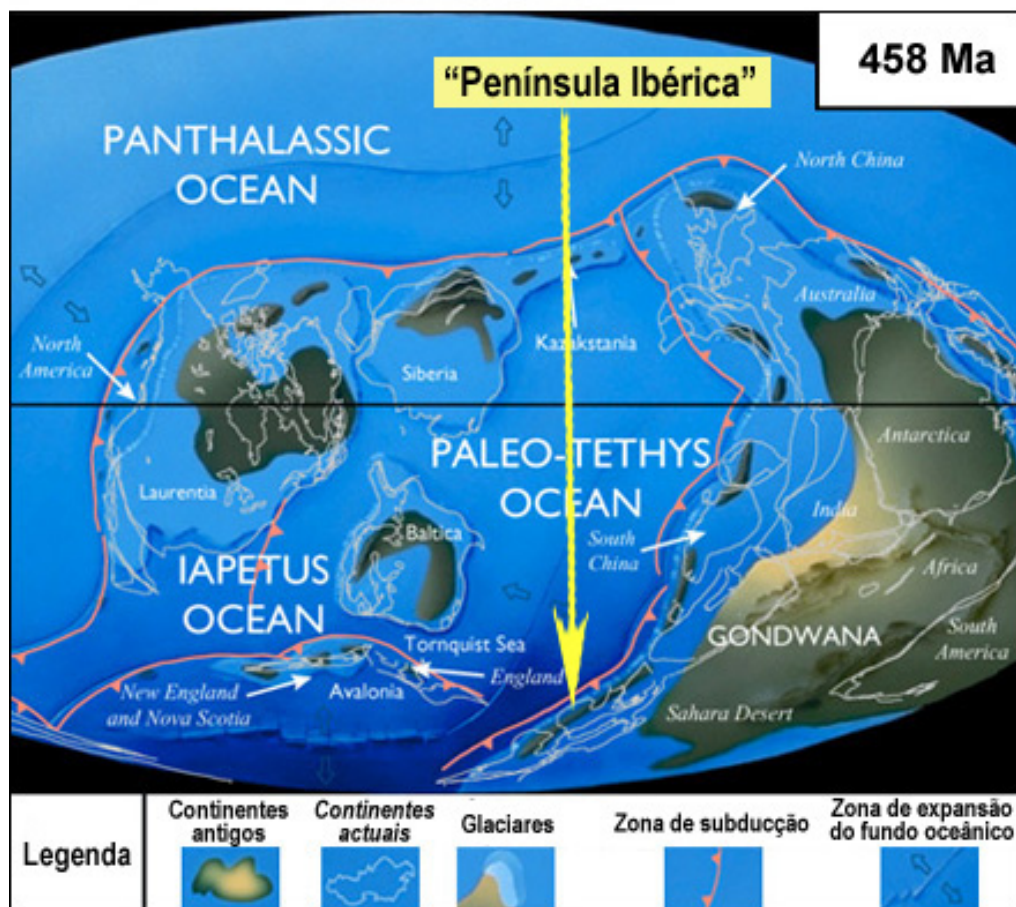 458 Ma
“Península Ibérica”
PANTHALASSIC
OCEAN
North China
Australia
North
America
Kazakstania
Siberia
Antarctica
PALEO-TETHYS
OCEAN
Laurentia
India
Baltica
South
China
IAPETUS
OCEAN
Africa
GONDWANA
South
America
Tornquist Sea
England
New England
and Nova Scotia
Avalonia
Sahara Desert
Legenda
Continentes
antigos
Continentes
actuais
Glaciares
Zona de subducção
Zona de expansão
do fundo oceânico